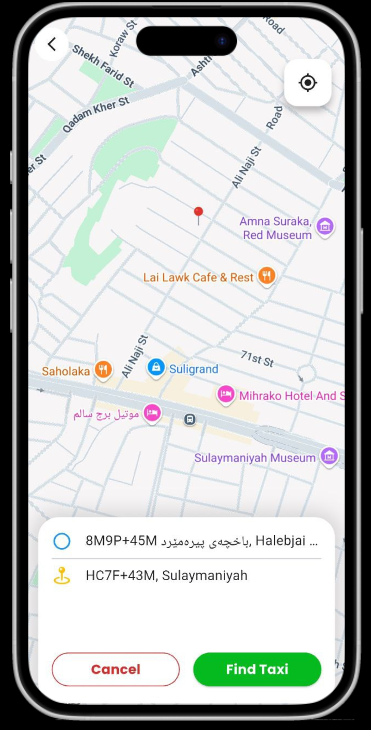 Koraw St
Road
Shekh Farid St
Ashti
Qadam Kher St
Road
er St
Ali Naji St
Amna Suraka,
Red Museum
Lai Lawk Cafe & Rest
Ali Naji St
71st St
Saholaka
Suligrand
Mihrako Hotel And S
موتيل برج سالم
Sulaymaniyah Museum
8M9P+45M باخچەی پیرەمێرد, Halebjai ...
HC7F+43M, Sulaymaniyah
Cancel
Find Taxi